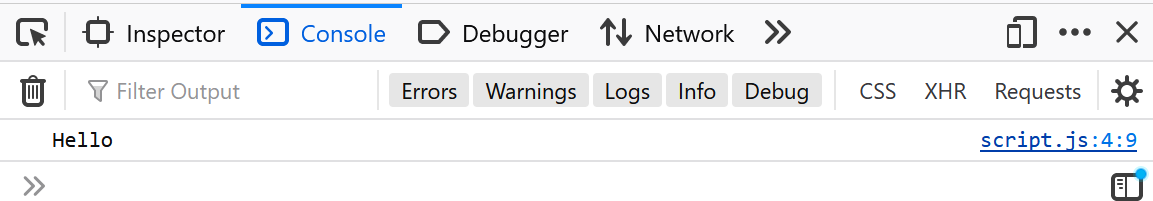 Inspector Console Debugger Network
Filter Output Errors Warnings Logs Info Debug CSS XHR Requests
Hello script.js:4:9